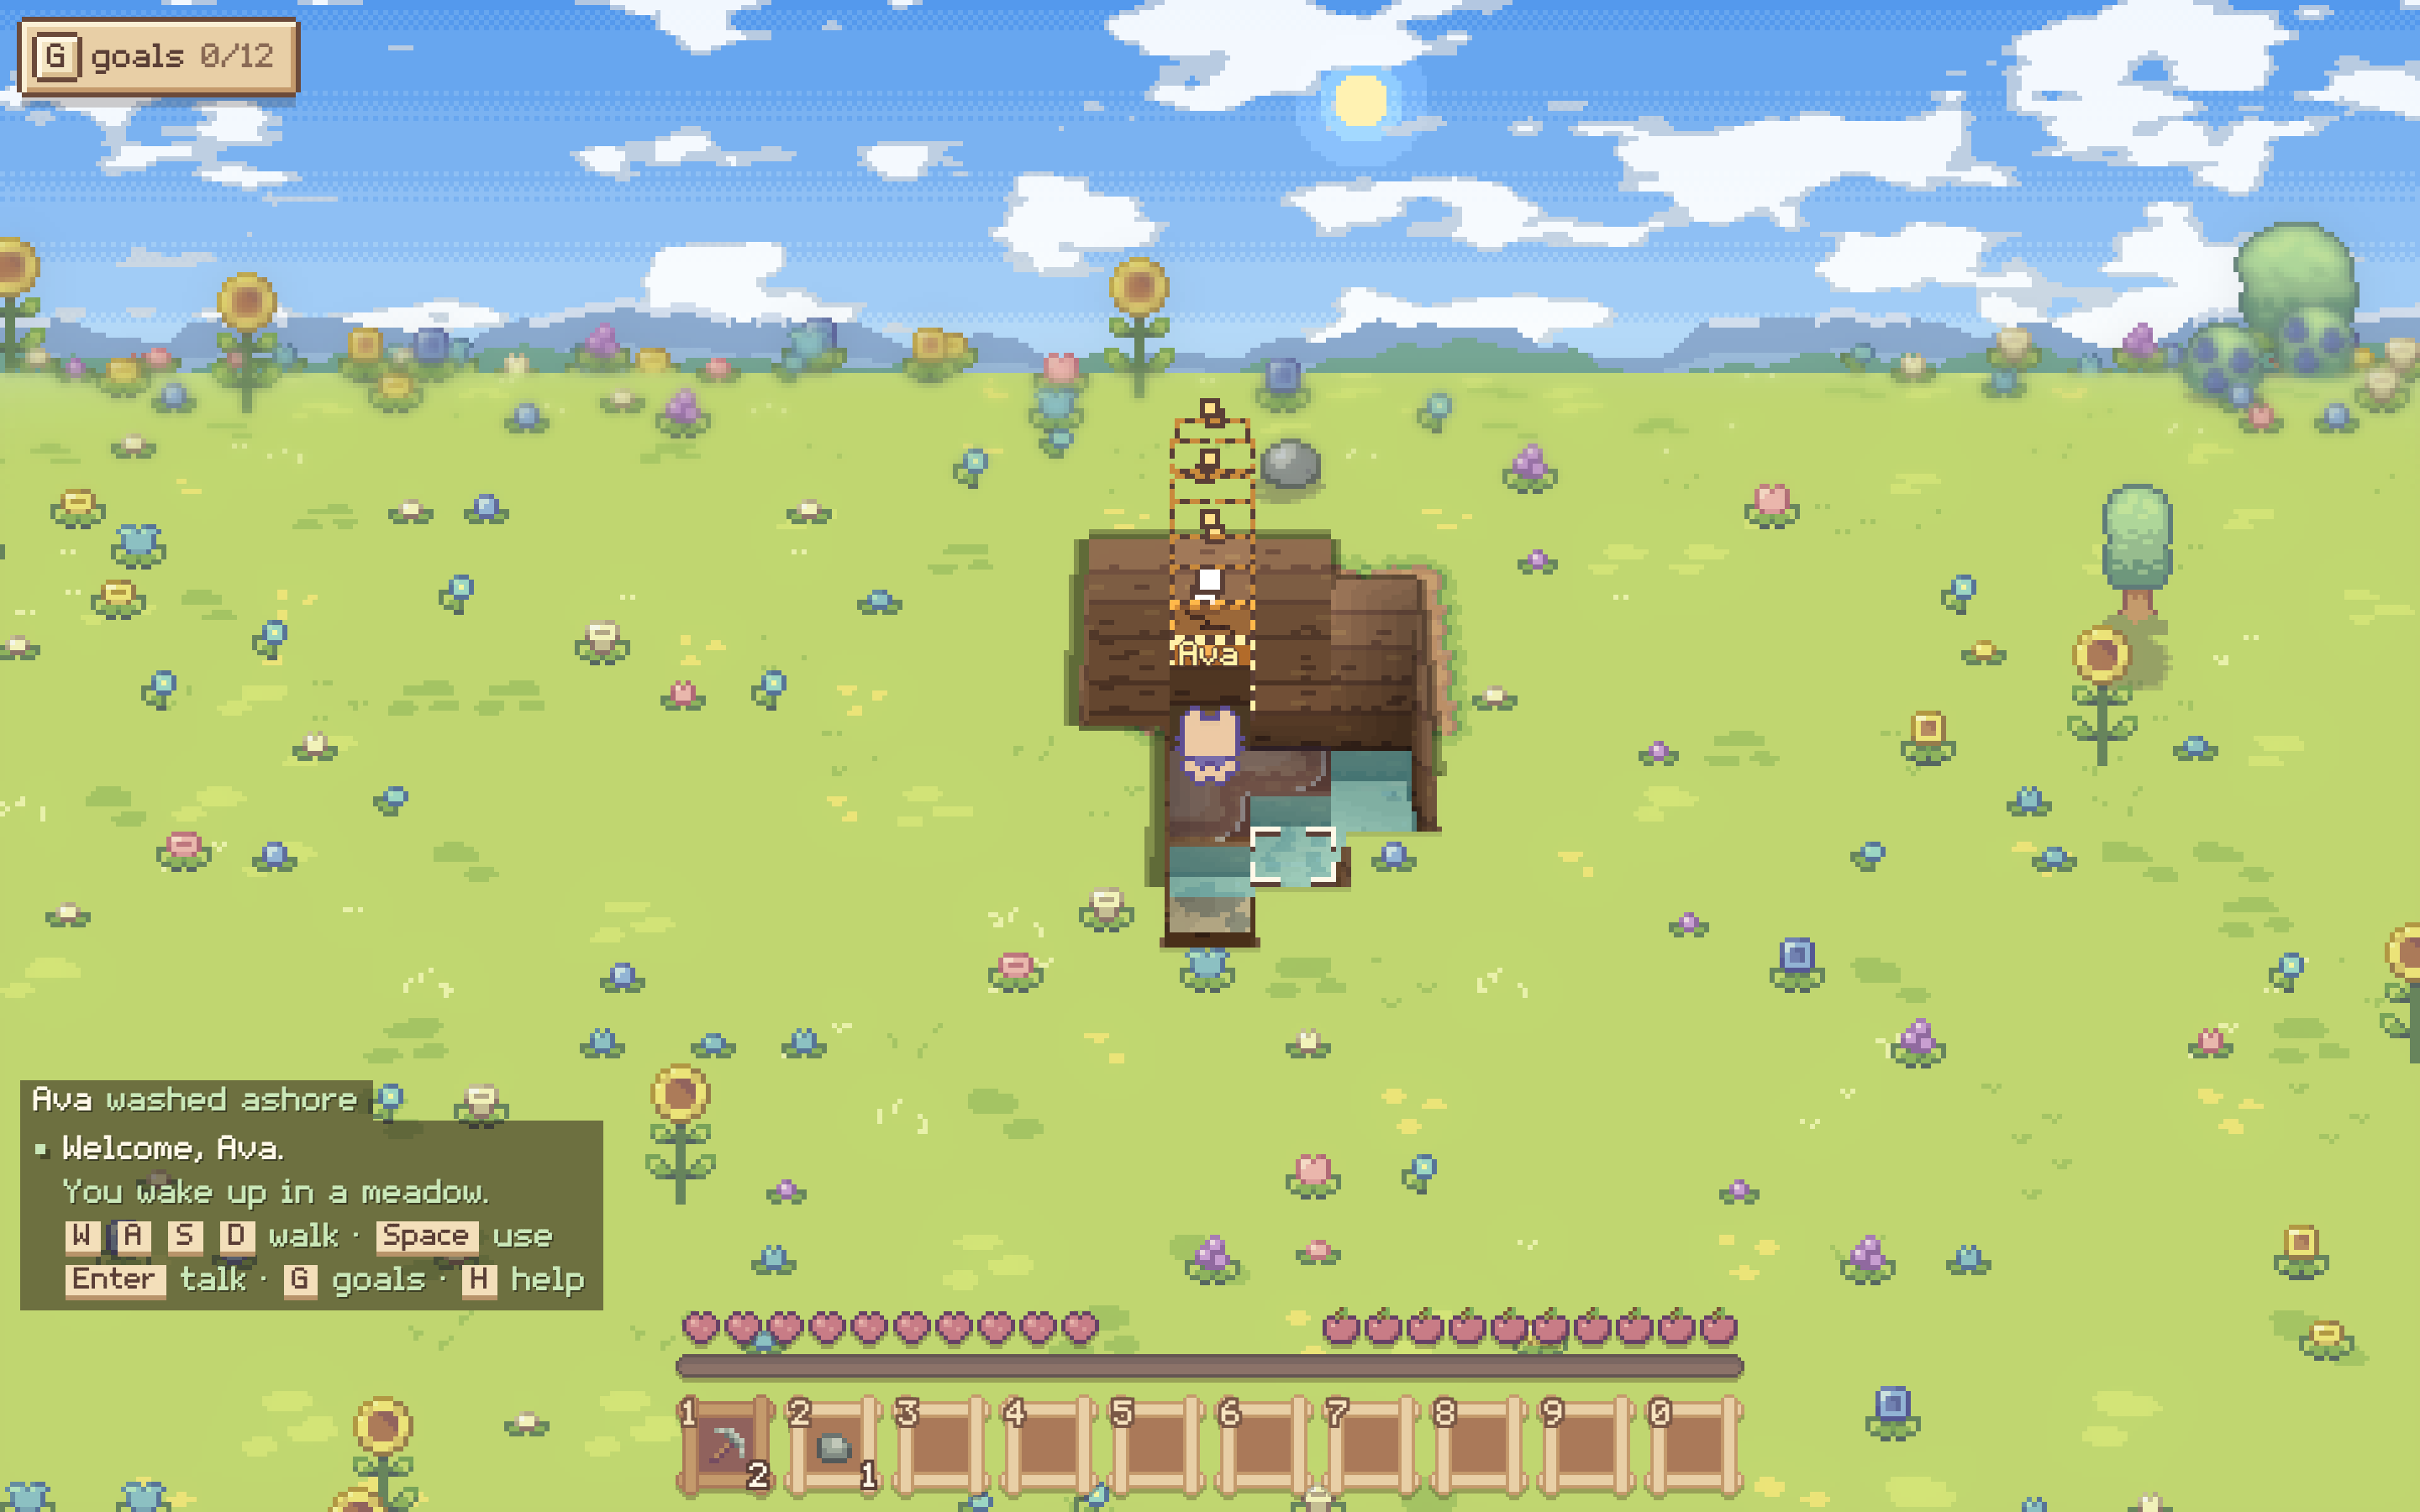 G goals 0/12
Ava
Ava washed ashore
Welcome, Ava.
You wake up in a meadow.
W A S D walk · Space use
Enter talk · G goals · H help
1 2 3 4 5 6 7 8 9 0
2 1